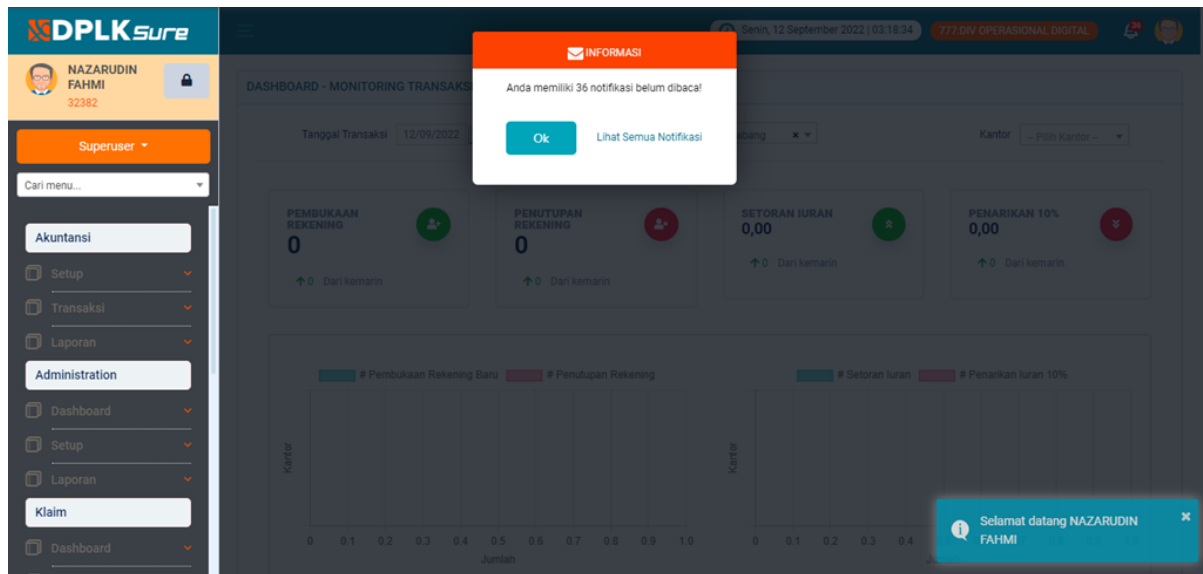 DPLKSure
NAZARUDIN
FAHMI
32382
Superuser
Cari menu...
Akuntansi
Setup
Transaksi
Laporan
Administration
Dashboard
Setup
Laporan
Klaim
Dashboard
Senin, 12 September 2022 | 03:18:34
777:DIV OPERASIONAL DIGITAL
36
INFORMASI
Anda memiliki 36 notifikasi belum dibaca!
Ok
Lihat Semua Notifikasi
DASHBOARD - MONITORING TRANSAKS
Tanggal Transaksi 12/09/2022
abang ×
Kantor -- Pilih Kantor --
PEMBUKAAN
REKENING
0
0 Dari kemarin
PENUTUPAN
REKENING
0
0 Dari kemarin
SETORAN IURAN
0,00
0 Dari kemarin
PENARIKAN 10%
0,00
0 Dari kemarin
# Pembukaan Rekening Baru # Penutupan Rekening
Kantor
0 0.1 0.2 0.3 0.4 0.5 0.6 0.7 0.8 0.9 1.0
Jumlah
# Setoran Iuran # Penarikan Iuran 10%
Kantor
0 0.1 0.2 0.3 0.4
Selamat datang NAZARUDIN
FAHMI
×